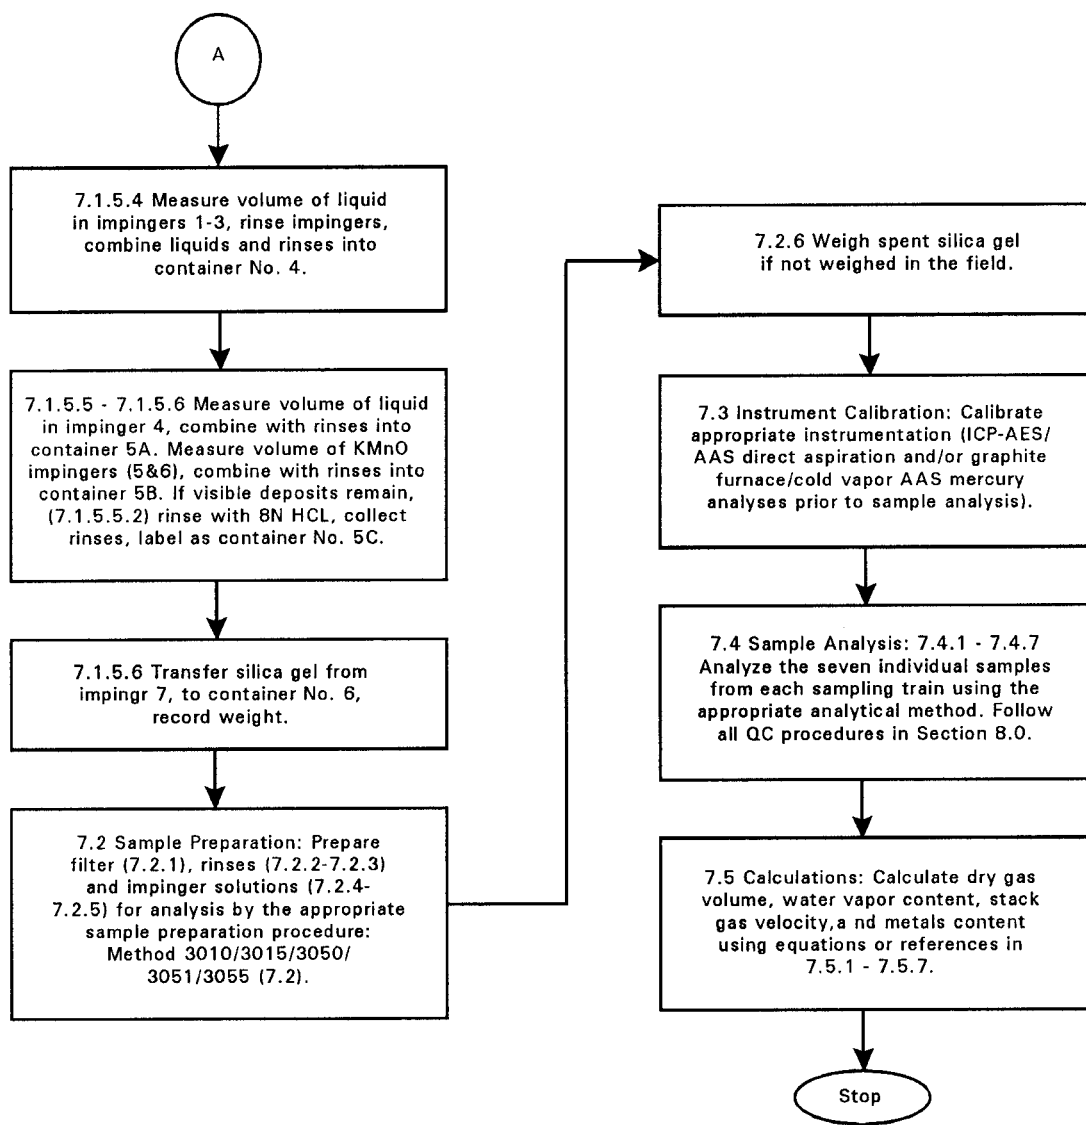 A
7.1.5.4 Measure volume of liquid
in impingers 1-3, rinse impingers,
combine liquids and rinses into
container No. 4.
7.1.5.5 - 7.1.5.6 Measure volume of liquid
in impinger 4, combine with rinses into
container 5A. Measure volume of KMnO
impingers (5&6), combine with rinses into
container 5B. If visible deposits remain,
(7.1.5.5.2) rinse with 8N HCL, collect
rinses, label as container No. 5C.
7.1.5.6 Transfer silica gel from
impingr 7, to container No. 6,
record weight.
7.2 Sample Preparation: Prepare
filter (7.2.1), rinses (7.2.2-7.2.3)
and impinger solutions (7.2.4-
7.2.5) for analysis by the appropriate
sample preparation procedure:
Method 3010/3015/3050/
3051/3055 (7.2).
7.2.6 Weigh spent silica gel
if not weighed in the field.
7.3 Instrument Calibration: Calibrate
appropriate instrumentation (ICP-AES/
AAS direct aspiration and/or graphite
furnace/cold vapor AAS mercury
analyses prior to sample analysis).
7.4 Sample Analysis: 7.4.1 - 7.4.7
Analyze the seven individual samples
from each sampling train using the
appropriate analytical method. Follow
all QC procedures in Section 8.0.
7.5 Calculations: Calculate dry gas
volume, water vapor content, stack
gas velocity,a nd metals content
using equations or references in
7.5.1 - 7.5.7.
Stop